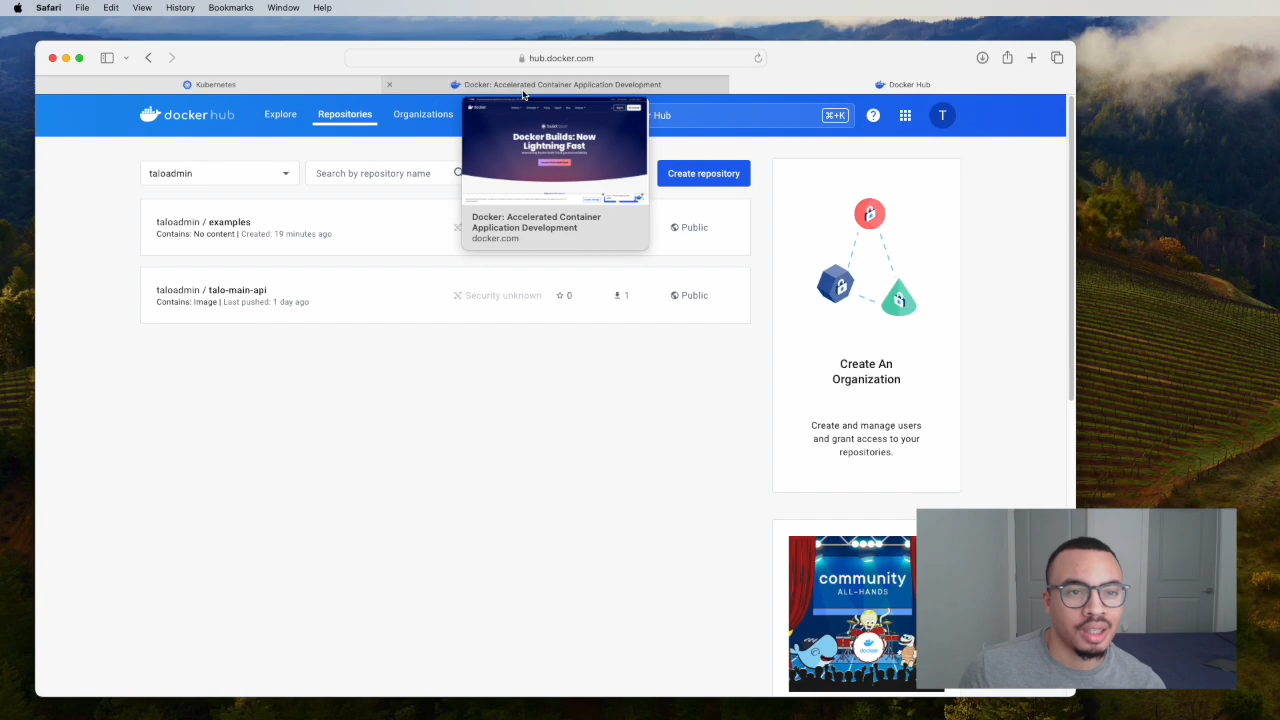 Safari File Edit View History Bookmarks Window Help
hub.docker.com
Kubernetes
Docker: Accelerated Container Application Development
Docker Hub
docker hub
Explore
Repositories
Organizations
Hub
⌘+K
T
Docker Builds: Now
Lightning Fast
taloadmin
Search by repository name
Create repository
Docker: Accelerated Container
Application Development
docker.com
taloadmin / examples
Contains: No content | Created: 19 minutes ago
Public
taloadmin / talo-main-api
Contains: Image | Last pushed: 1 day ago
Security unknown
0
1
Public
Create An
Organization
Create and manage users
and grant access to your
repositories.
community
ALL-HANDS
docker